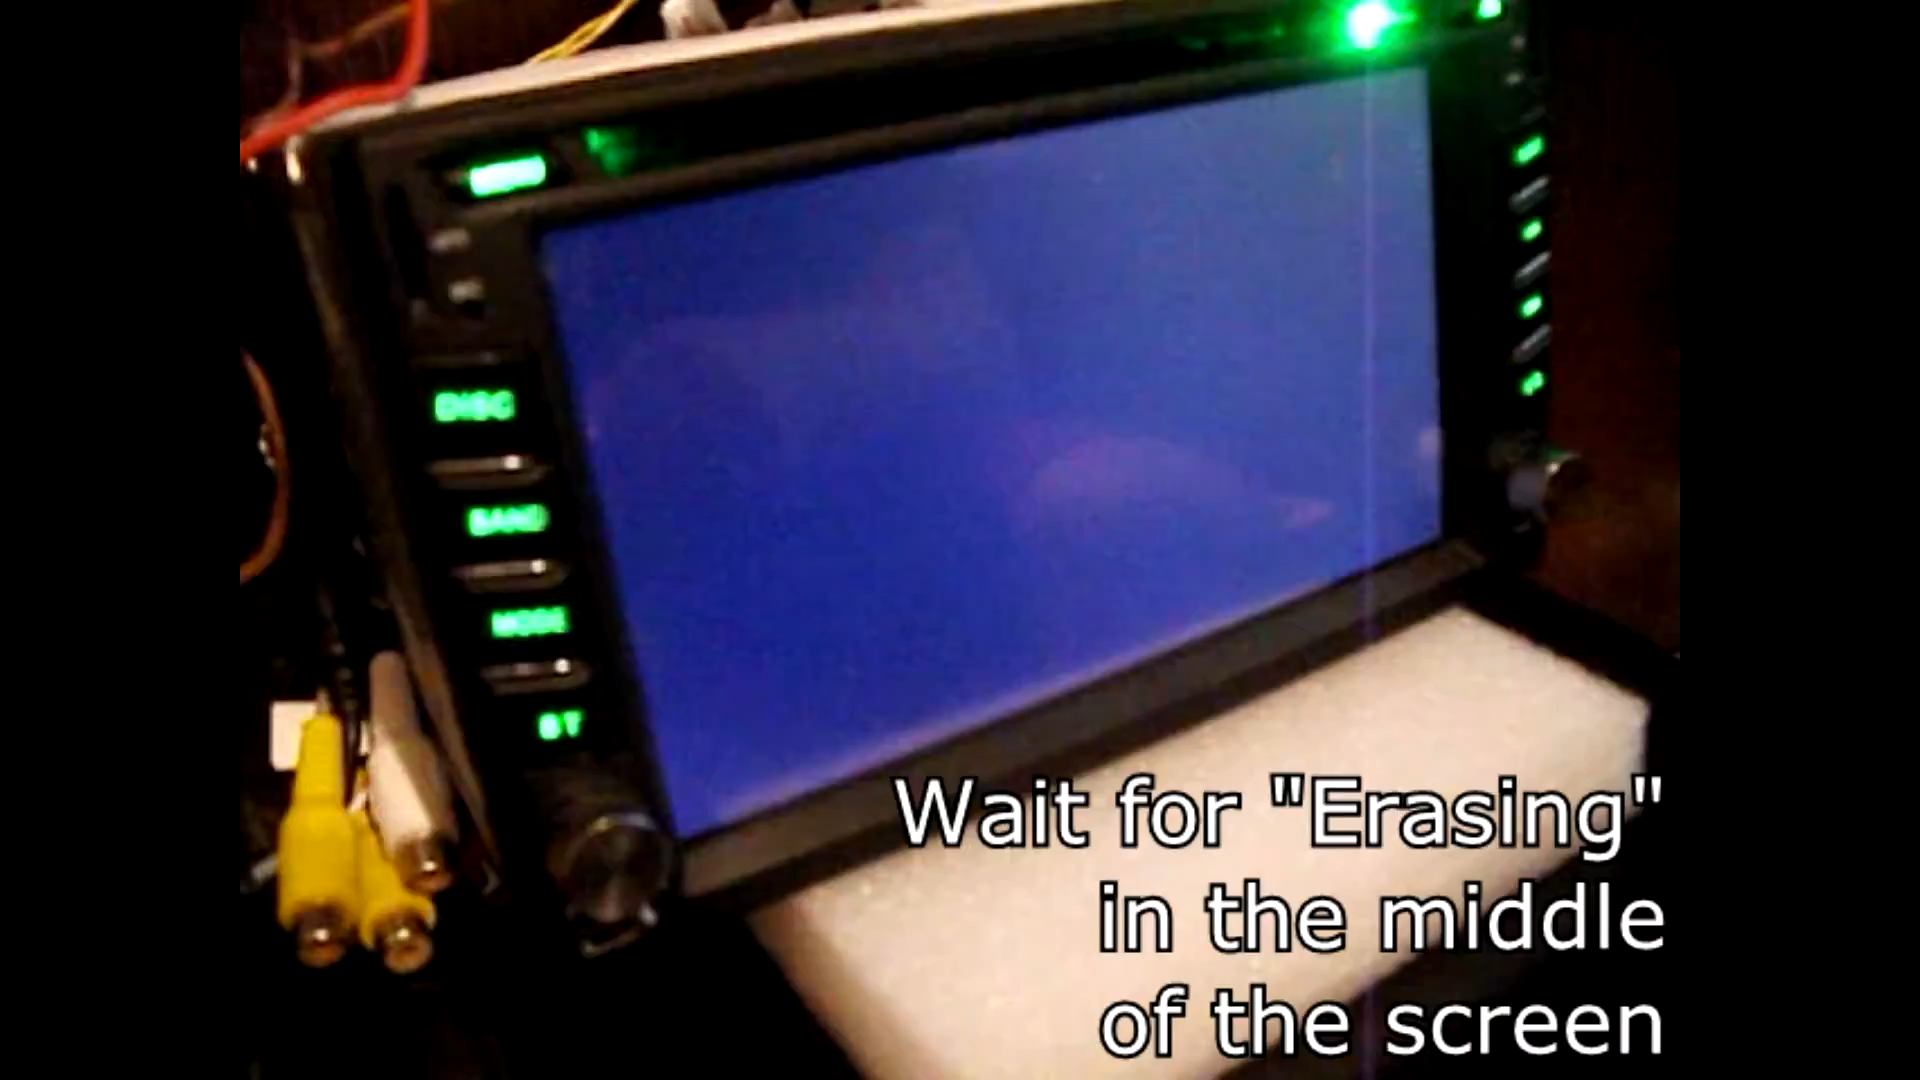 DISC
BAND
MODE
BT
Wait for "Erasing"
in the middle
of the screen